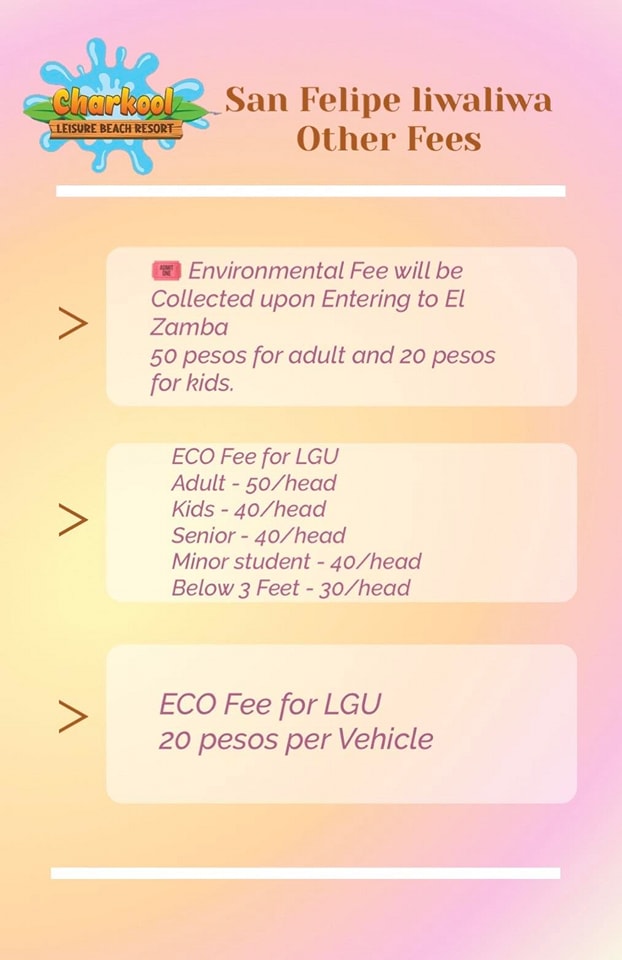 Charkool
LEISURE BEACH RESORT
San Felipe liwaliwa
Other Fees
>
ADMIT
ONE
Environmental Fee will be
Collected upon Entering to El
Zamba
50 pesos for adult and 20 pesos
for kids.
>
ECO Fee for LGU
Adult - 50/head
Kids - 40/head
Senior - 40/head
Minor student - 40/head
Below 3 Feet - 30/head
>
ECO Fee for LGU
20 pesos per Vehicle